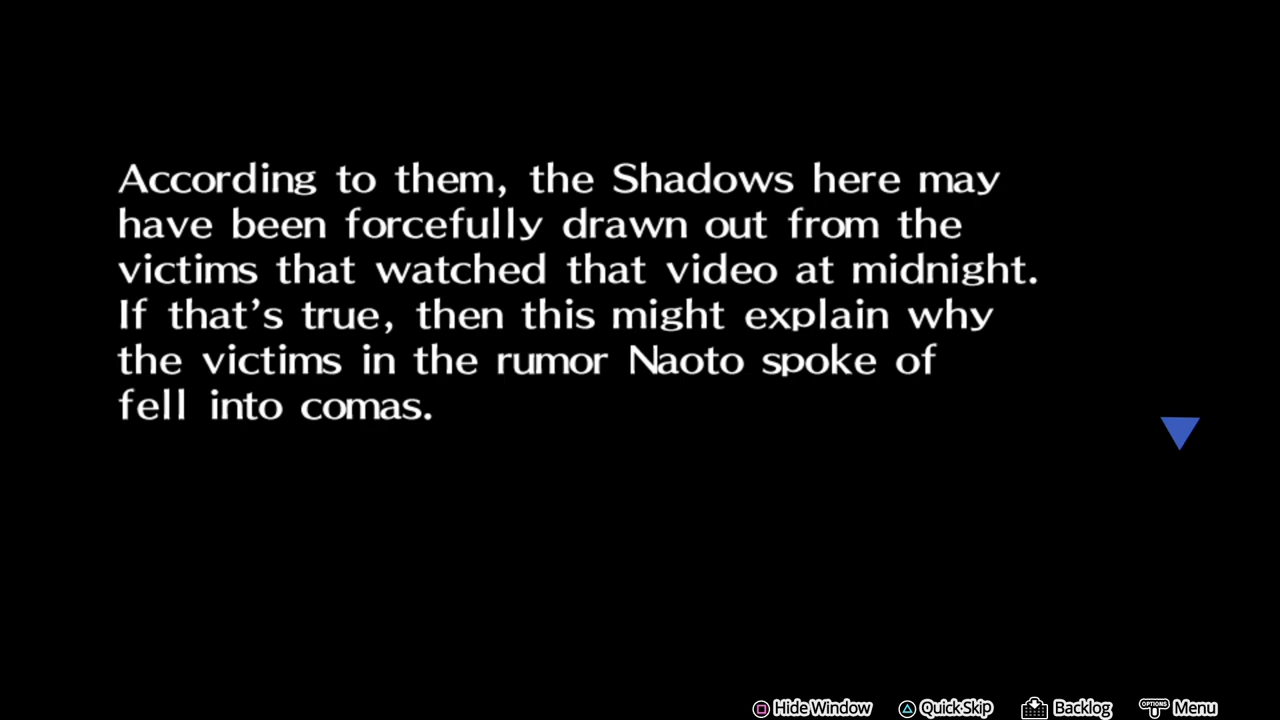 According to them, the Shadows here may
have been forcefully drawn out from the
victims that watched that video at midnight.
If that's true, then this might explain why
the victims in the rumor Naoto spoke of
fell into comas.
Hide Window Quick Skip Backlog OPTIONS Menu